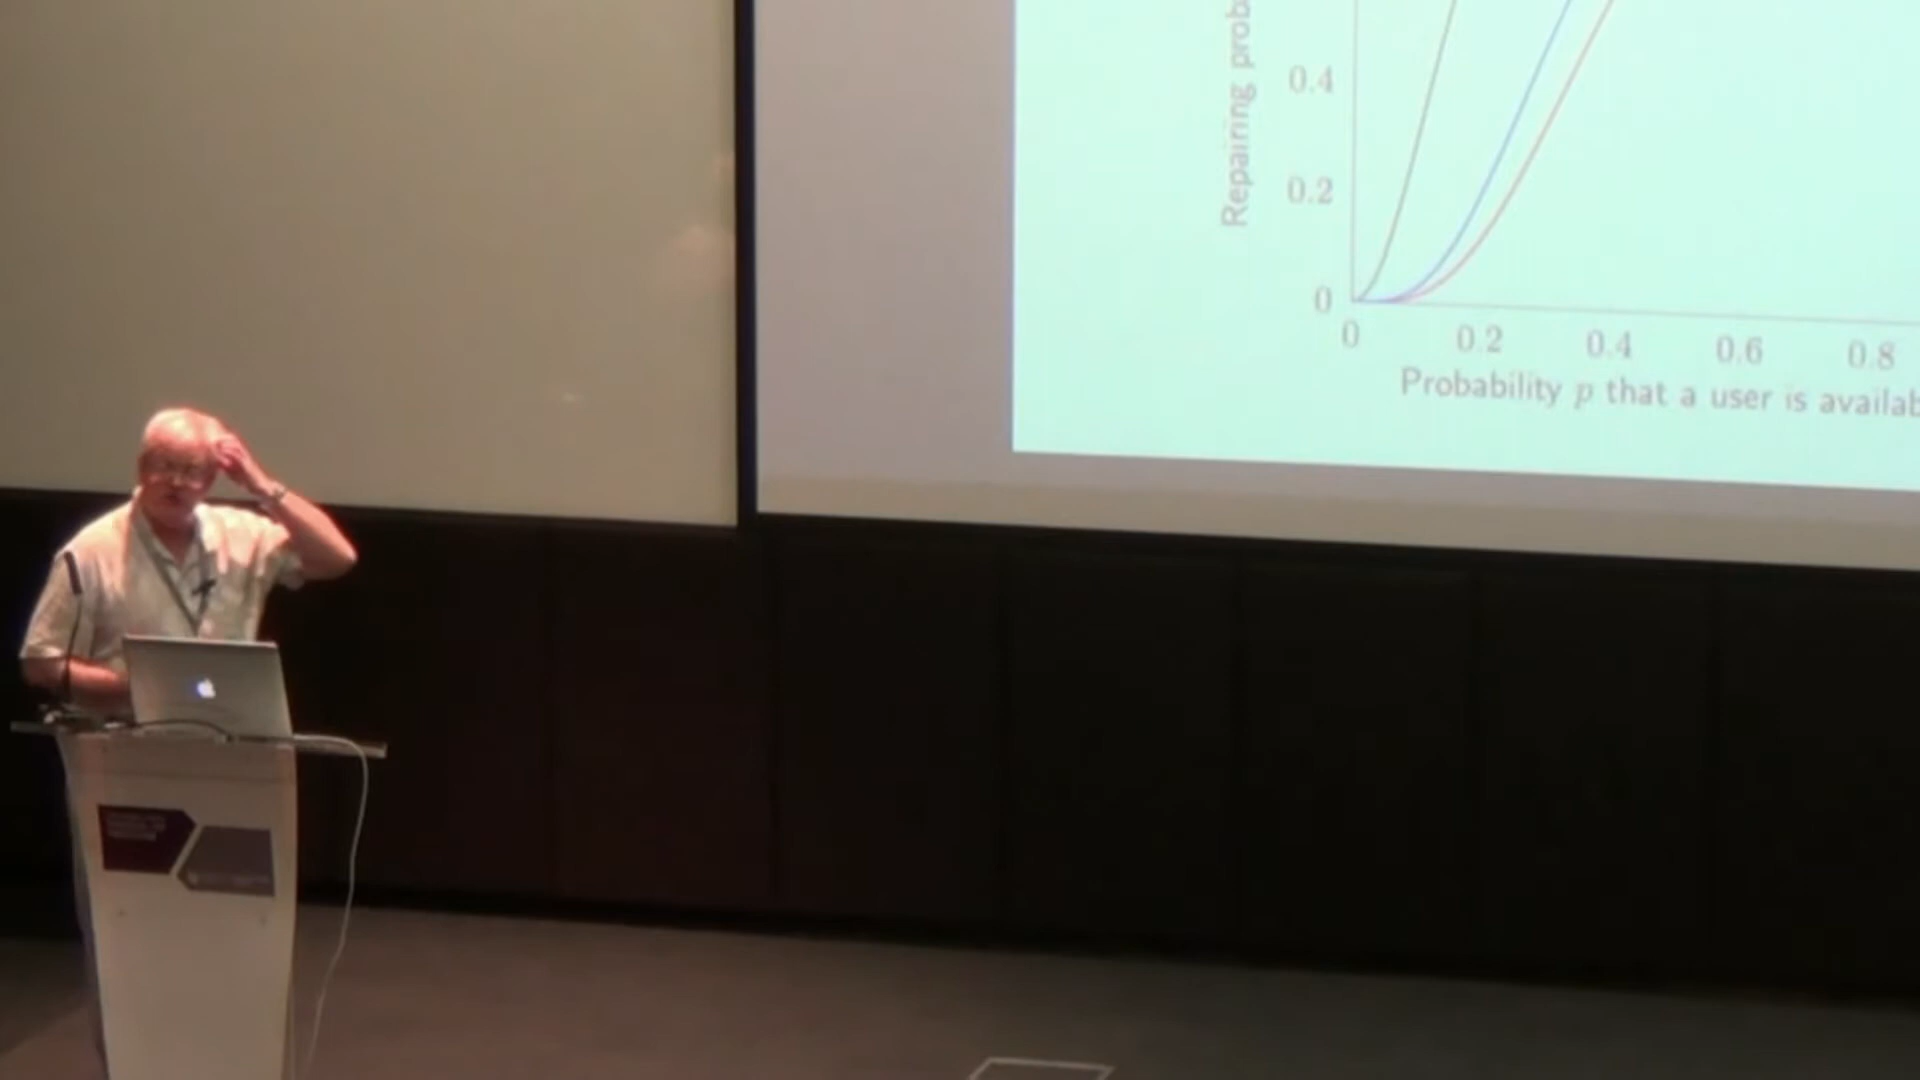 Repairing proba
0.4
0.2
0
0 0.2 0.4 0.6 0.8
Probability p that a user is availab